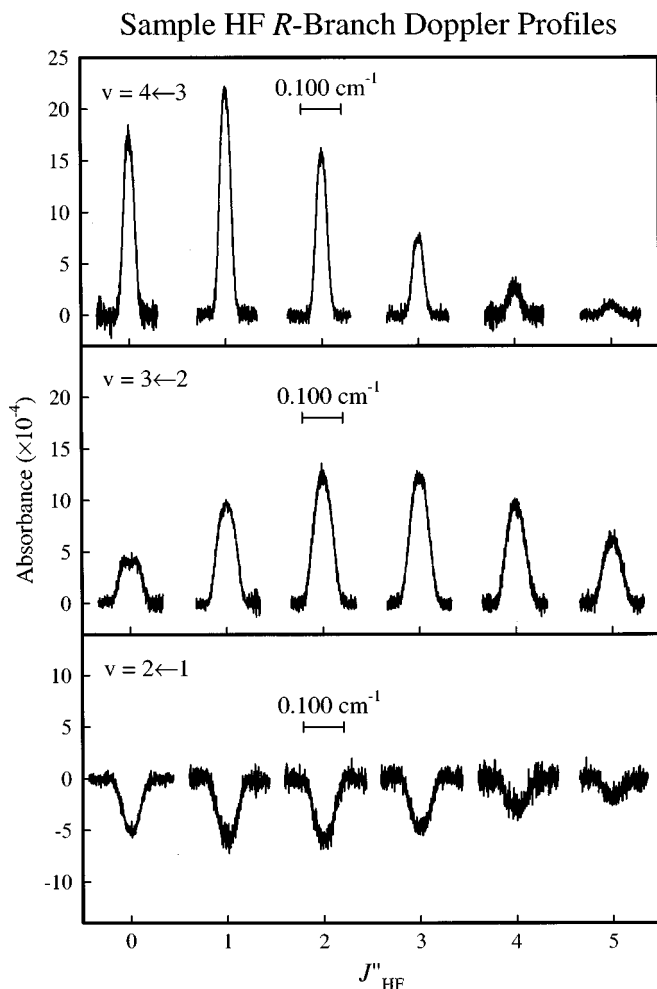 Sample HF R-Branch Doppler Profiles
25
20
15
10
5
0
v = 4←3
0.100 cm⁻¹
20
15
10
5
0
v = 3←2
0.100 cm⁻¹
10
5
0
-5
-10
v = 2←1
0.100 cm⁻¹
Absorbance (×10⁻⁴)
0 1 2 3 4 5
J"HF